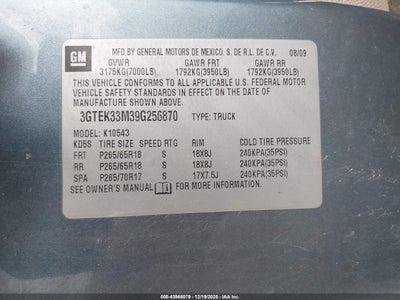 GM
MFD BY GENERAL MOTORS DE MEXICO, S. DE R.L. DE C.V. 08/09
GVWR GAWR FRT GAWR RR
3175KG(7000LB) 1792KG(3950LB) 1792KG(3950LB)
THIS VEHICLE CONFORMS TO ALL APPLICABLE U.S. FEDERAL MOTOR
VEHICLE SAFETY STANDARDS IN EFFECT ON THE DATE OF
MANUFACTURE SHOWN ABOVE.
3GTEK33M39G256870 TYPE: TRUCK
MODEL: K10543
KD5S TIRE SIZE SPEED RTG RIM COLD TIRE PRESSURE
FRT P265/65R18 S 18X8J 240KPA(35PSI)
RR P265/65R18 S 18X8J 240KPA(35PSI)
SPA P265/70R17 S 17X7.5J 240KPA(35PSI)
SEE OWNER'S MANUAL FOR MORE INFORMATION.
000-43968079 - 12/19/2025 - IAA Inc.